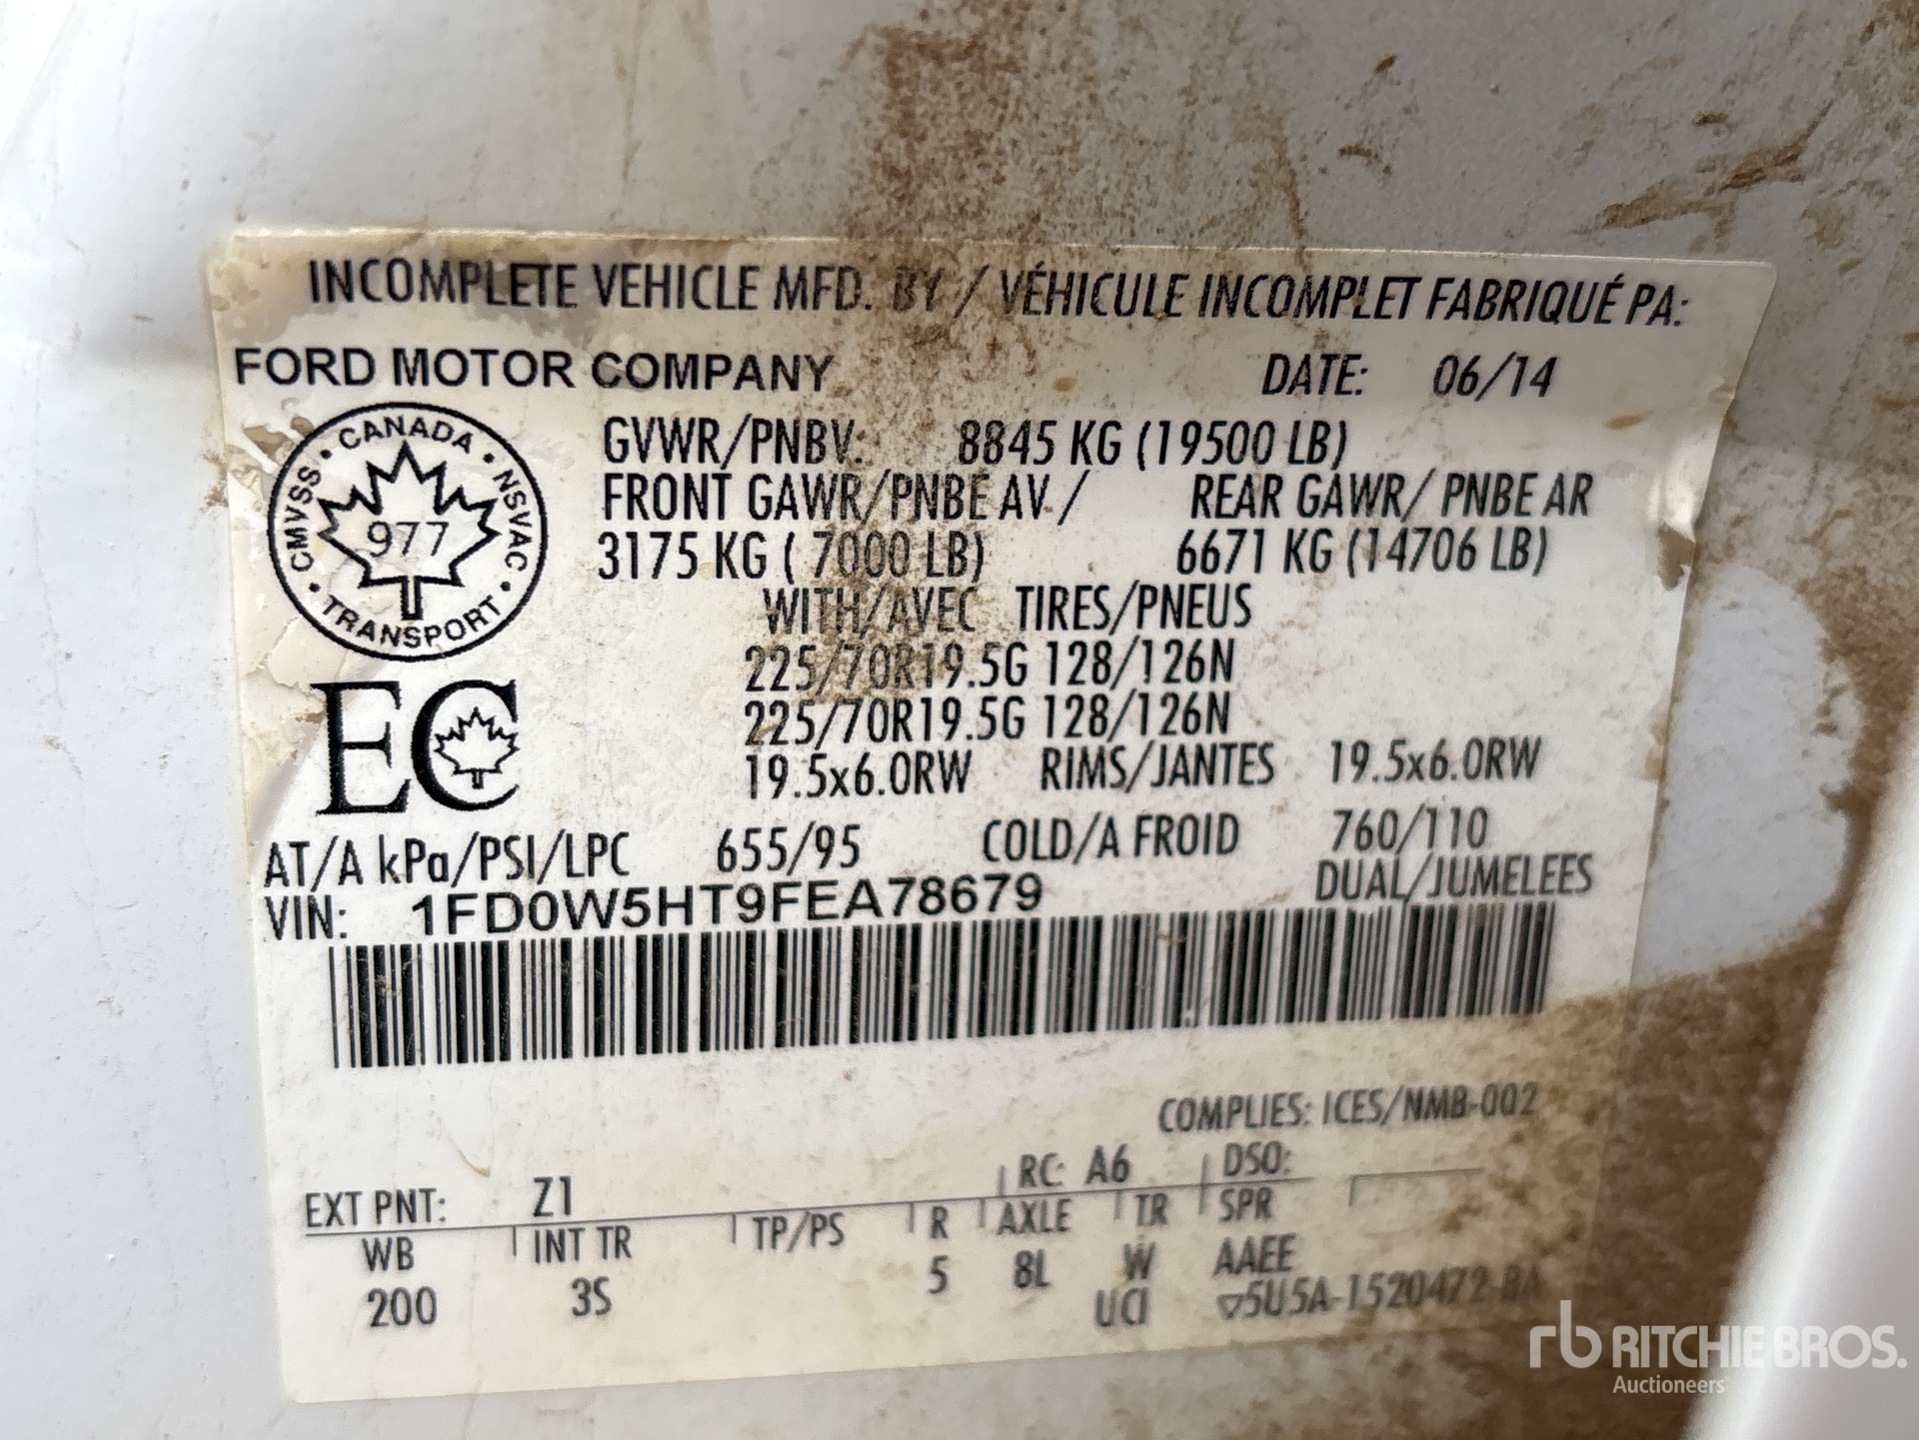 INCOMPLETE VEHICLE MFD. BY / VÉHICULE INCOMPLET FABRIQUÉ PA:
FORD MOTOR COMPANY DATE: 06/14
CANADA
CMVSS • NSVAC
977
TRANSPORT
GVWR/PNBV: 8845 KG (19500 LB)
FRONT GAWR/PNBE AV./ REAR GAWR/ PNBE AR
3175 KG ( 7000 LB) 6671 KG (14706 LB)
WITH/AVEC TIRES/PNEUS
225/70R19.5G 128/126N
225/70R19.5G 128/126N
EC
19.5x6.0RW RIMS/JANTES 19.5x6.0RW
AT/A kPa/PSI/LPC 655/95 COLD/A FROID 760/110
DUAL/JUMELEES
VIN: 1FD0W5HT9FEA78679
COMPLIES: ICES/NMB-002
EXT PNT: Z1 RC: A6 DSO:
WB INT TR TP/PS R AXLE TR SPR
200 3S 5 8L W AAEE
UCI ▽5U5A-1520472-BA
rb RITCHIE BROS.
Auctioneers